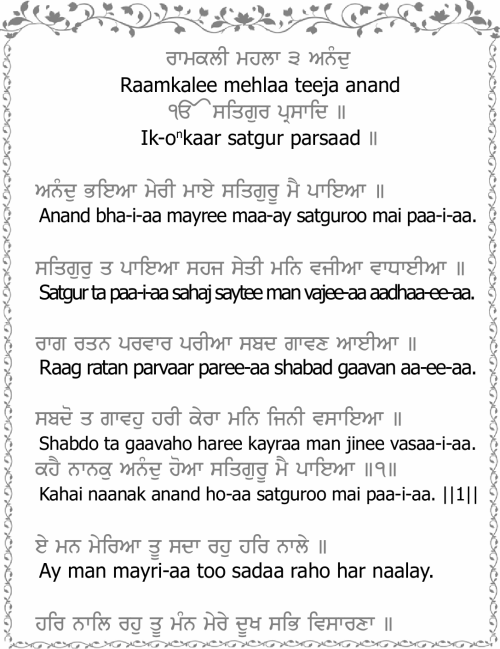 ਰਾਮਕਲੀ ਮਹਲਾ ੩ ਅਨੰਦੁ
Raamkalee mehlaa teeja anand
ੴ ਸਤਿਗੁਰ ਪ੍ਰਸਾਦਿ ॥
Ik-oⁿkaar satgur parsaad ॥
ਅਨੰਦੁ ਭਇਆ ਮੇਰੀ ਮਾਏ ਸਤਿਗੁਰੂ ਮੈ ਪਾਇਆ ॥
Anand bha-i-aa mayree maa-ay satguroo mai paa-i-aa.
ਸਤਿਗੁਰੁ ਤ ਪਾਇਆ ਸਹਜ ਸੇਤੀ ਮਨਿ ਵਜੀਆ ਵਾਧਾਈਆ ॥
Satgur ta paa-i-aa sahaj saytee man vajee-aa aadhaa-ee-aa.
ਰਾਗ ਰਤਨ ਪਰਵਾਰ ਪਰੀਆ ਸਬਦ ਗਾਵਣ ਆਈਆ ॥
Raag ratan parvaar paree-aa shabad gaavan aa-ee-aa.
ਸਬਦੋ ਤ ਗਾਵਹੁ ਹਰੀ ਕੇਰਾ ਮਨਿ ਜਿਨੀ ਵਸਾਇਆ ॥
Shabdo ta gaavaho haree kayraa man jinee vasaa-i-aa.
ਕਹੈ ਨਾਨਕੁ ਅਨੰਦੁ ਹੋਆ ਸਤਿਗੁਰੂ ਮੈ ਪਾਇਆ ॥੧॥
Kahai naanak anand ho-aa satguroo mai paa-i-aa. ||1||
ਏ ਮਨ ਮੇਰਿਆ ਤੂ ਸਦਾ ਰਹੁ ਹਰਿ ਨਾਲੇ ॥
Ay man mayri-aa too sadaa raho har naalay.
ਹਰਿ ਨਾਲਿ ਰਹੁ ਤੂ ਮੰਨ ਮੇਰੇ ਦੂਖ ਸਭਿ ਵਿਸਾਰਣਾ ॥